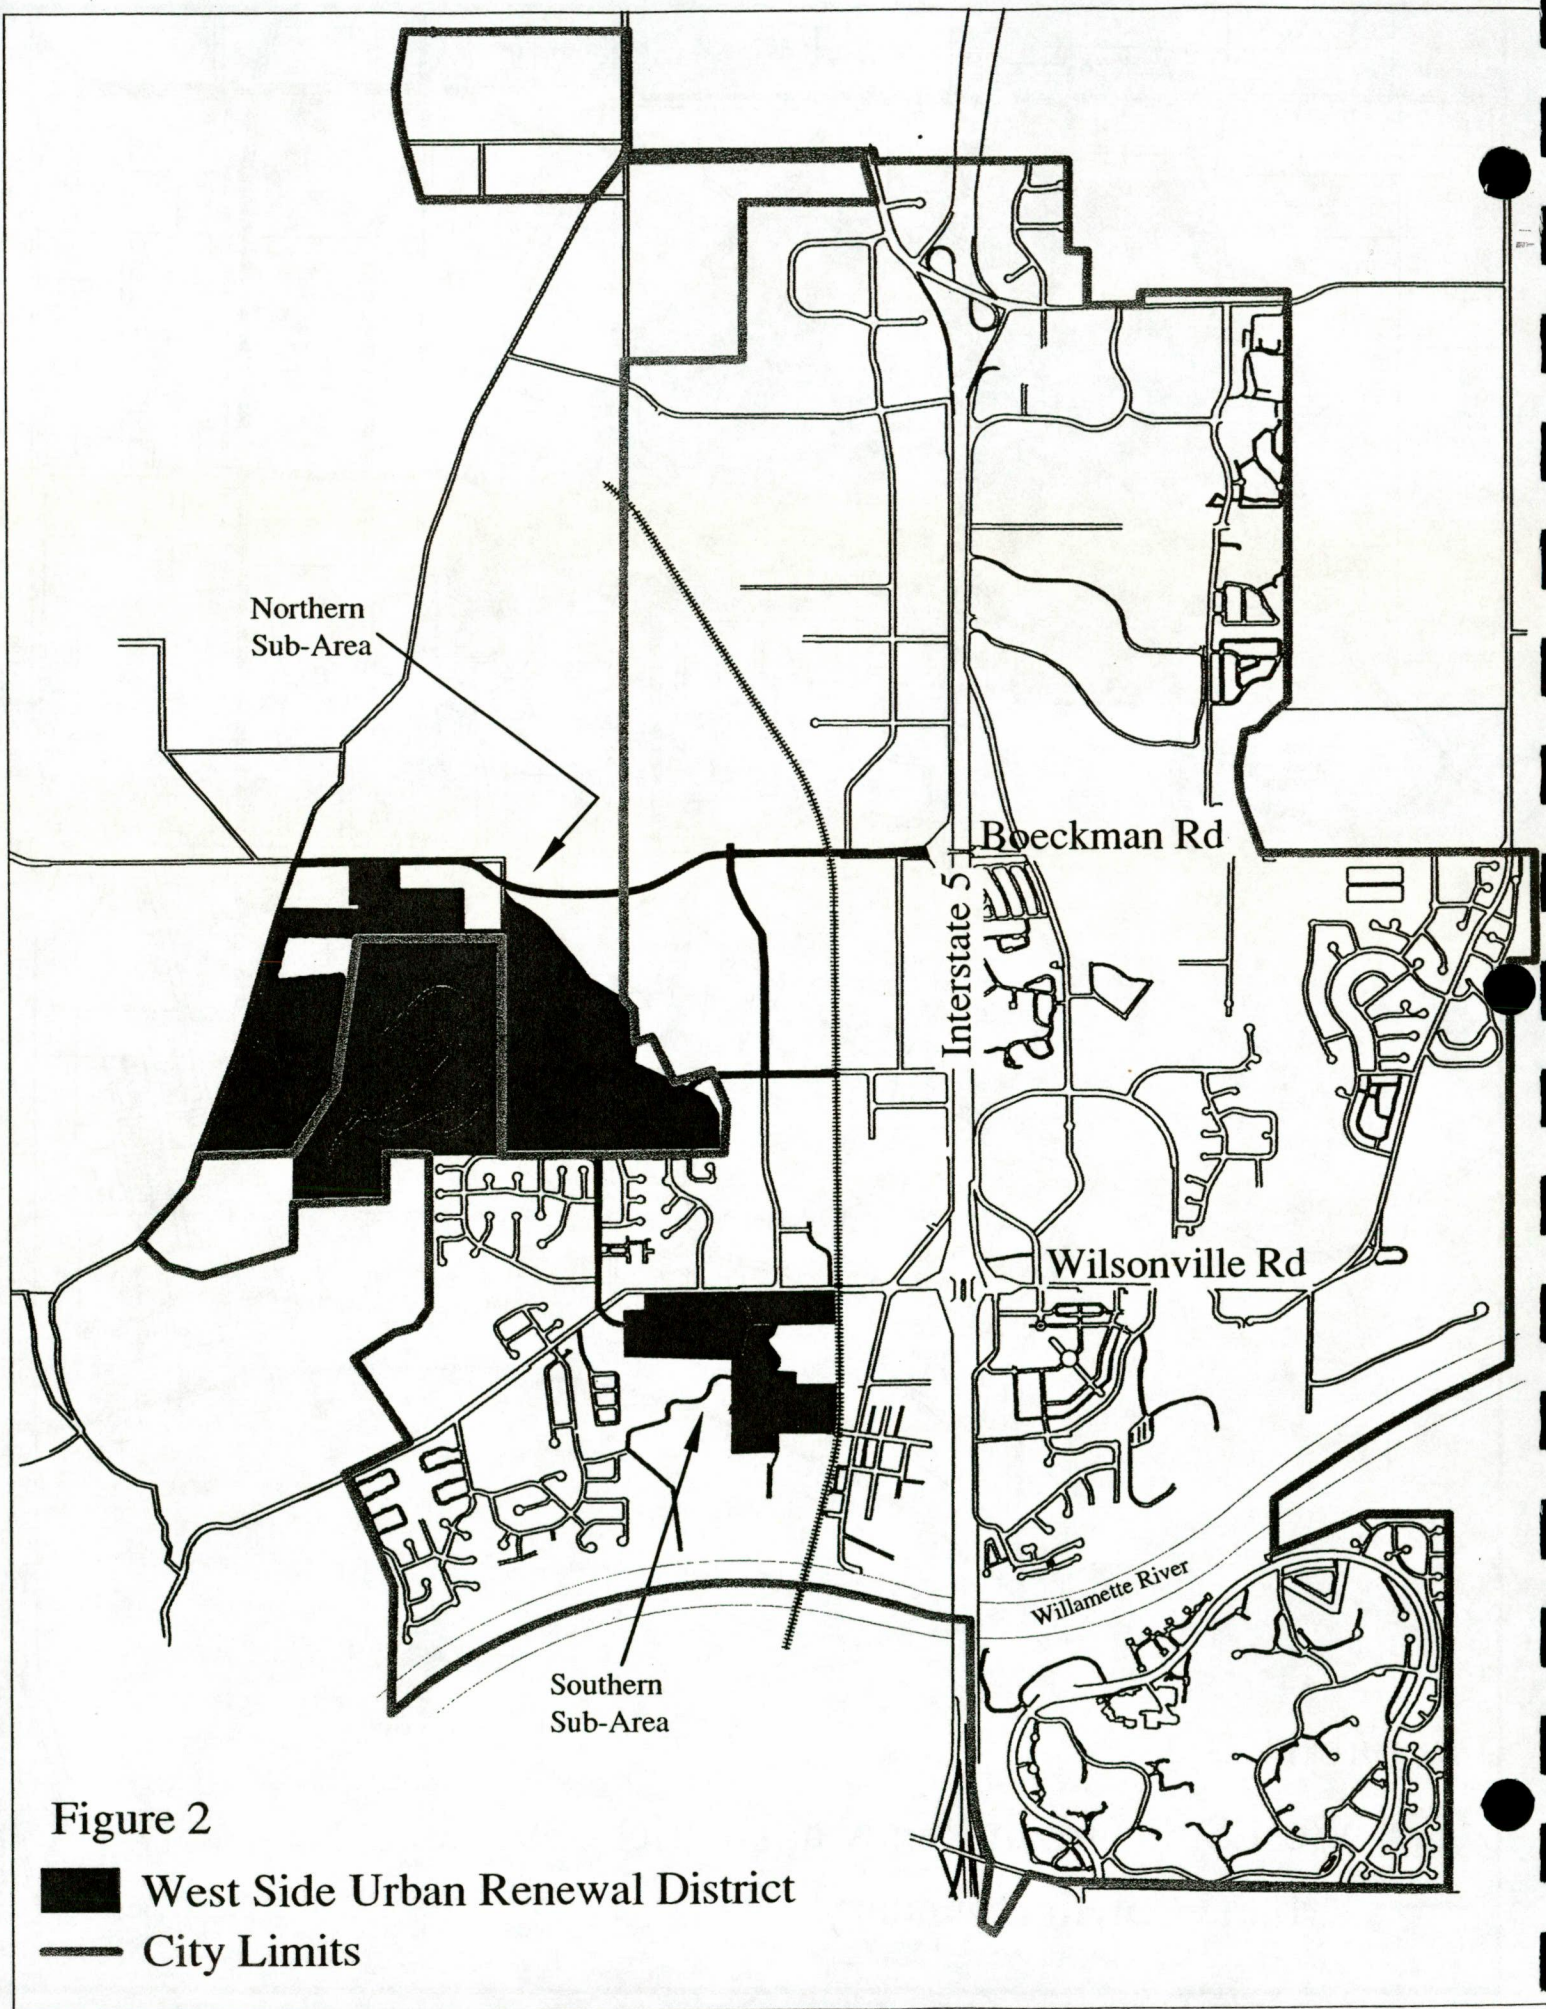 Northern
Sub-Area
Boeckman Rd
Interstate 5
Wilsonville Rd
Willamette River
Southern
Sub-Area
Figure 2
West Side Urban Renewal District
City Limits